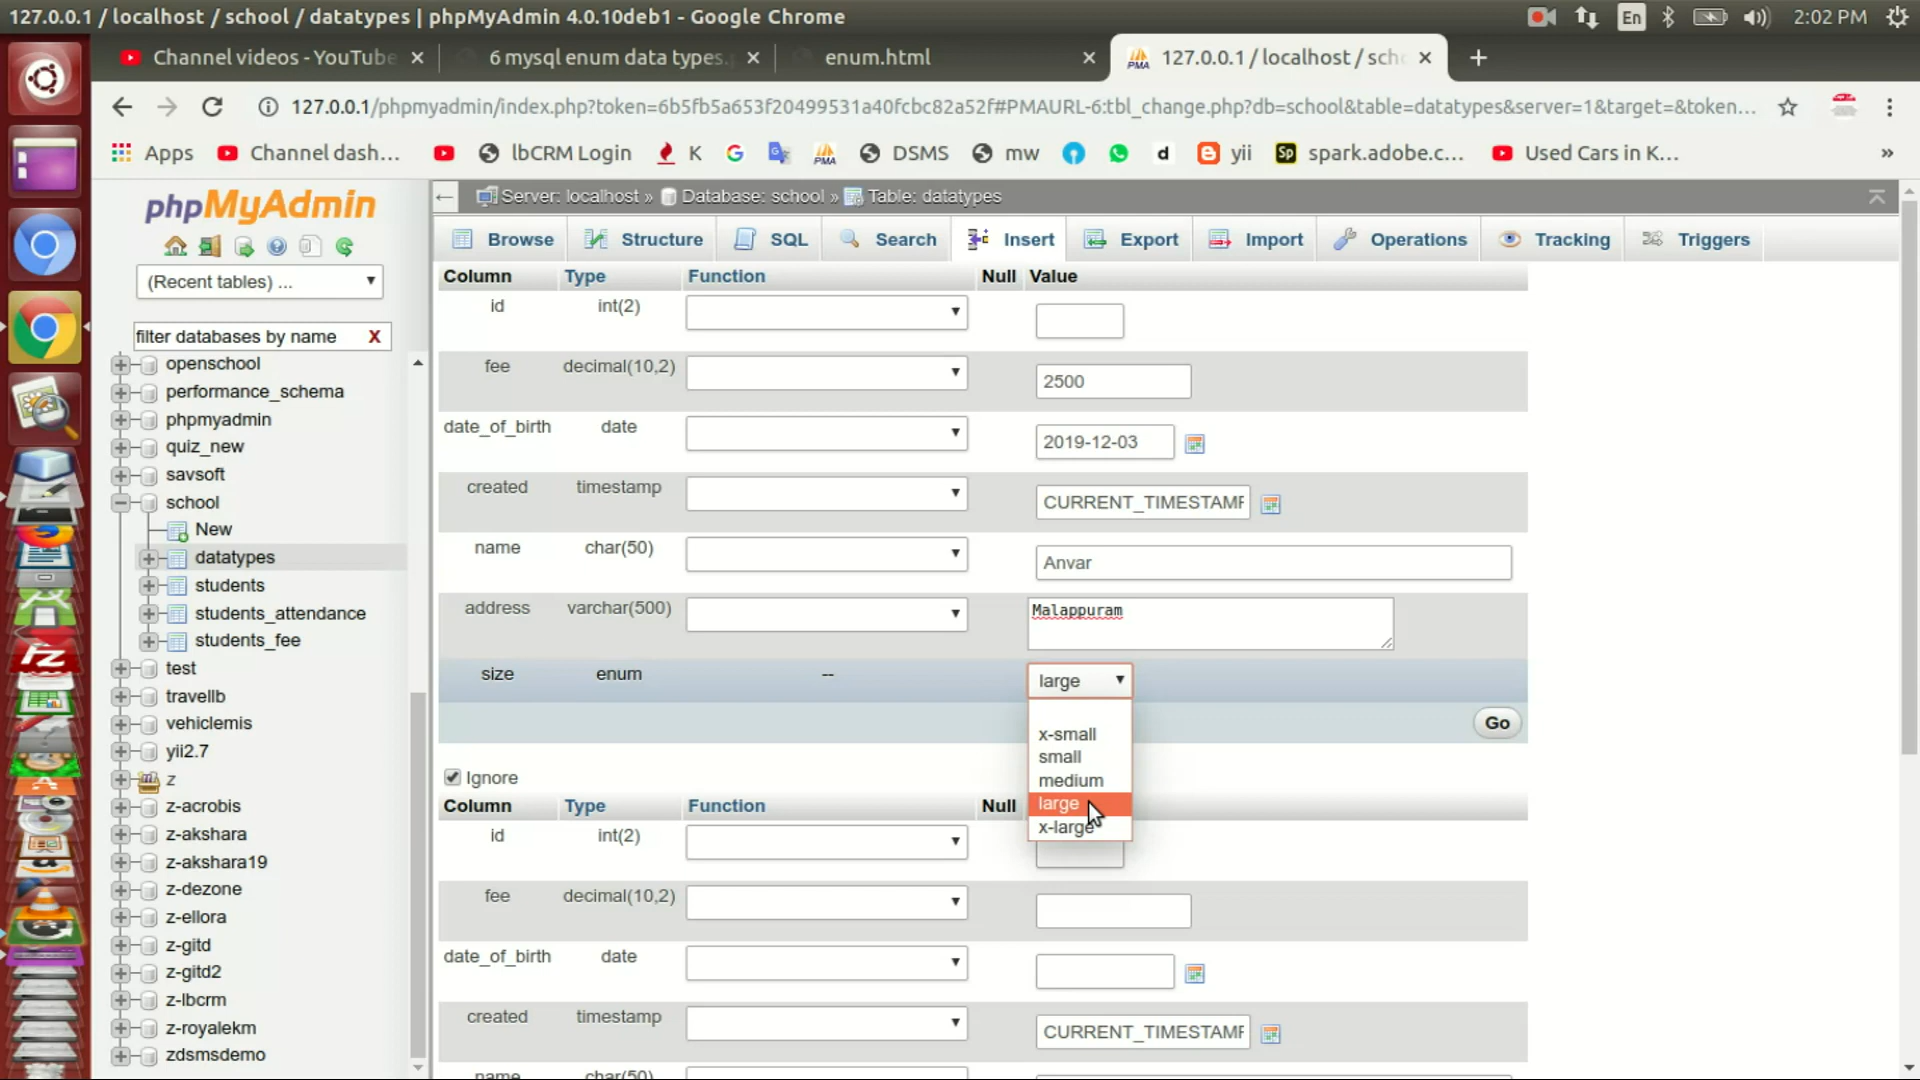 127.0.0.1 / localhost / school / datatypes | phpMyAdmin 4.0.10deb1 - Google Chrome
En
2:02 PM
Channel videos - YouTube
6 mysql enum data types.
enum.html
PMA 127.0.0.1 / localhost / scho
127.0.0.1/phpmyadmin/index.php?token=6b5fb5a653f20499531a40fcbc82a52f#PMAURL-6:tbl_change.php?db=school&table=datatypes&server=1&target=&token...
Apps
Channel dash...
lbCRM Login
K
PMA
DSMS
mw
d
yii
Sp spark.adobe.c...
Used Cars in K...
»
phpMyAdmin
(Recent tables) ...
filter databases by name X
openschool
performance_schema
phpmyadmin
quiz_new
savsoft
school
New
datatypes
students
students_attendance
students_fee
test
travellb
vehiclemis
yii2.7
z
z-acrobis
z-akshara
z-akshara19
z-dezone
z-ellora
z-gitd
z-gitd2
z-lbcrm
z-royalekm
zdsmsdemo
Server: localhost » Database: school » Table: datatypes
Browse Structure SQL Search Insert Export Import Operations Tracking Triggers
Column Type Function Null Value
id int(2)
fee decimal(10,2) 2500
date_of_birth date 2019-12-03
created timestamp CURRENT_TIMESTAMP
name char(50) Anvar
address varchar(500) Malappuram
size enum -- large
Go
x-small
small
medium
large
x-large
Ignore
Column Type Function Null
id int(2)
fee decimal(10,2)
date_of_birth date
created timestamp CURRENT_TIMESTAMP
name char(50)